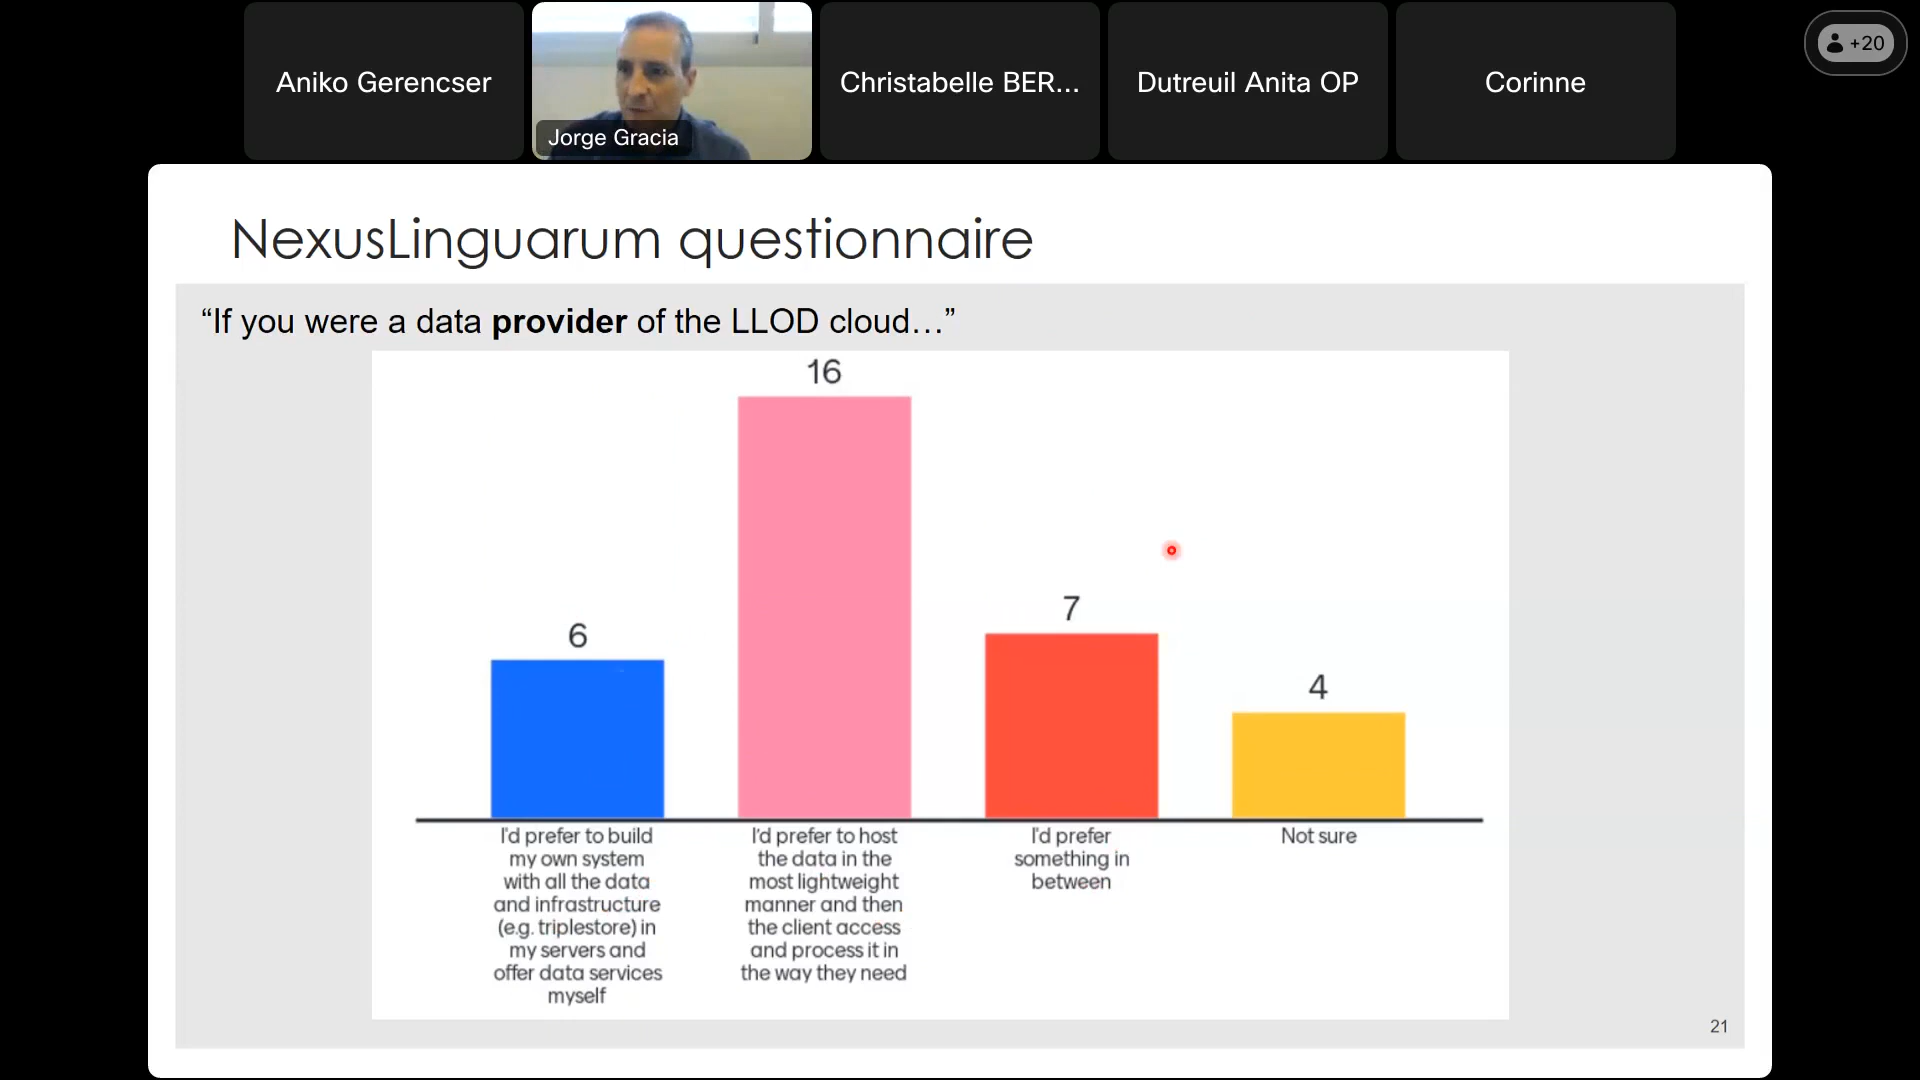 Aniko Gerencser
Jorge Gracia
Christabelle BER...
Dutreuil Anita OP
Corinne
+20
NexusLinguarum questionnaire
“If you were a data provider of the LLOD cloud…”
6
16
7
4
I'd prefer to build
my own system
with all the data
and infrastructure
(e.g. triplestore) in
my servers and
offer data services
myself
I'd prefer to host
the data in the
most lightweight
manner and then
the client access
and process it in
the way they need
I'd prefer
something in
between
Not sure
21